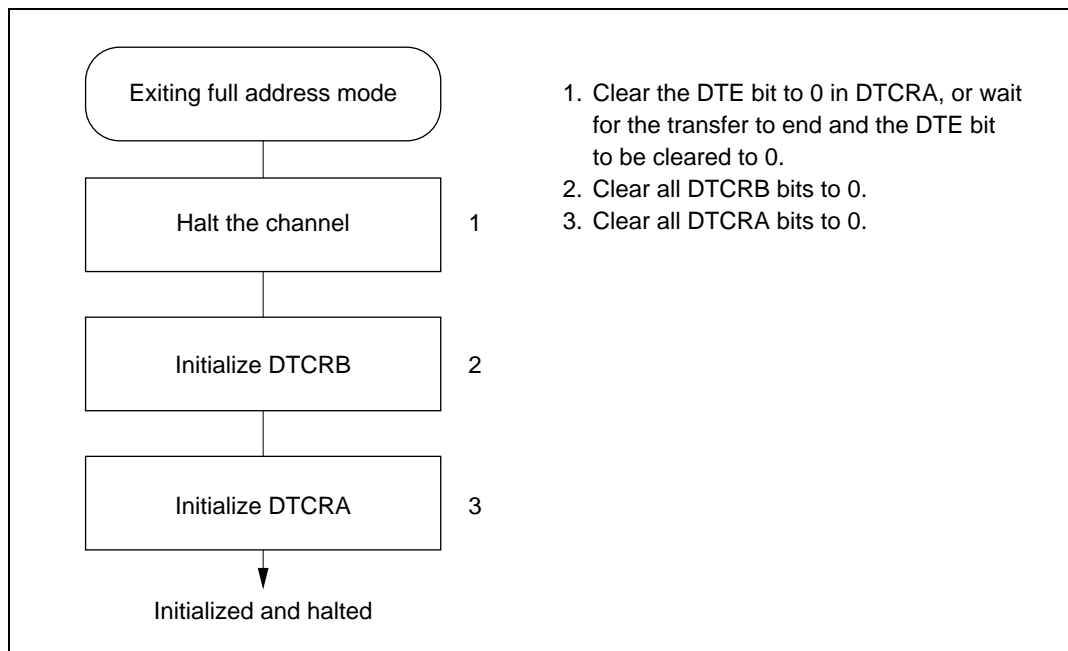 Exiting full address mode
Halt the channel
1
Initialize DTCRB
2
Initialize DTCRA
3
Initialized and halted
1. Clear the DTE bit to 0 in DTCRA, or wait
for the transfer to end and the DTE bit
to be cleared to 0.
2. Clear all DTCRB bits to 0.
3. Clear all DTCRA bits to 0.